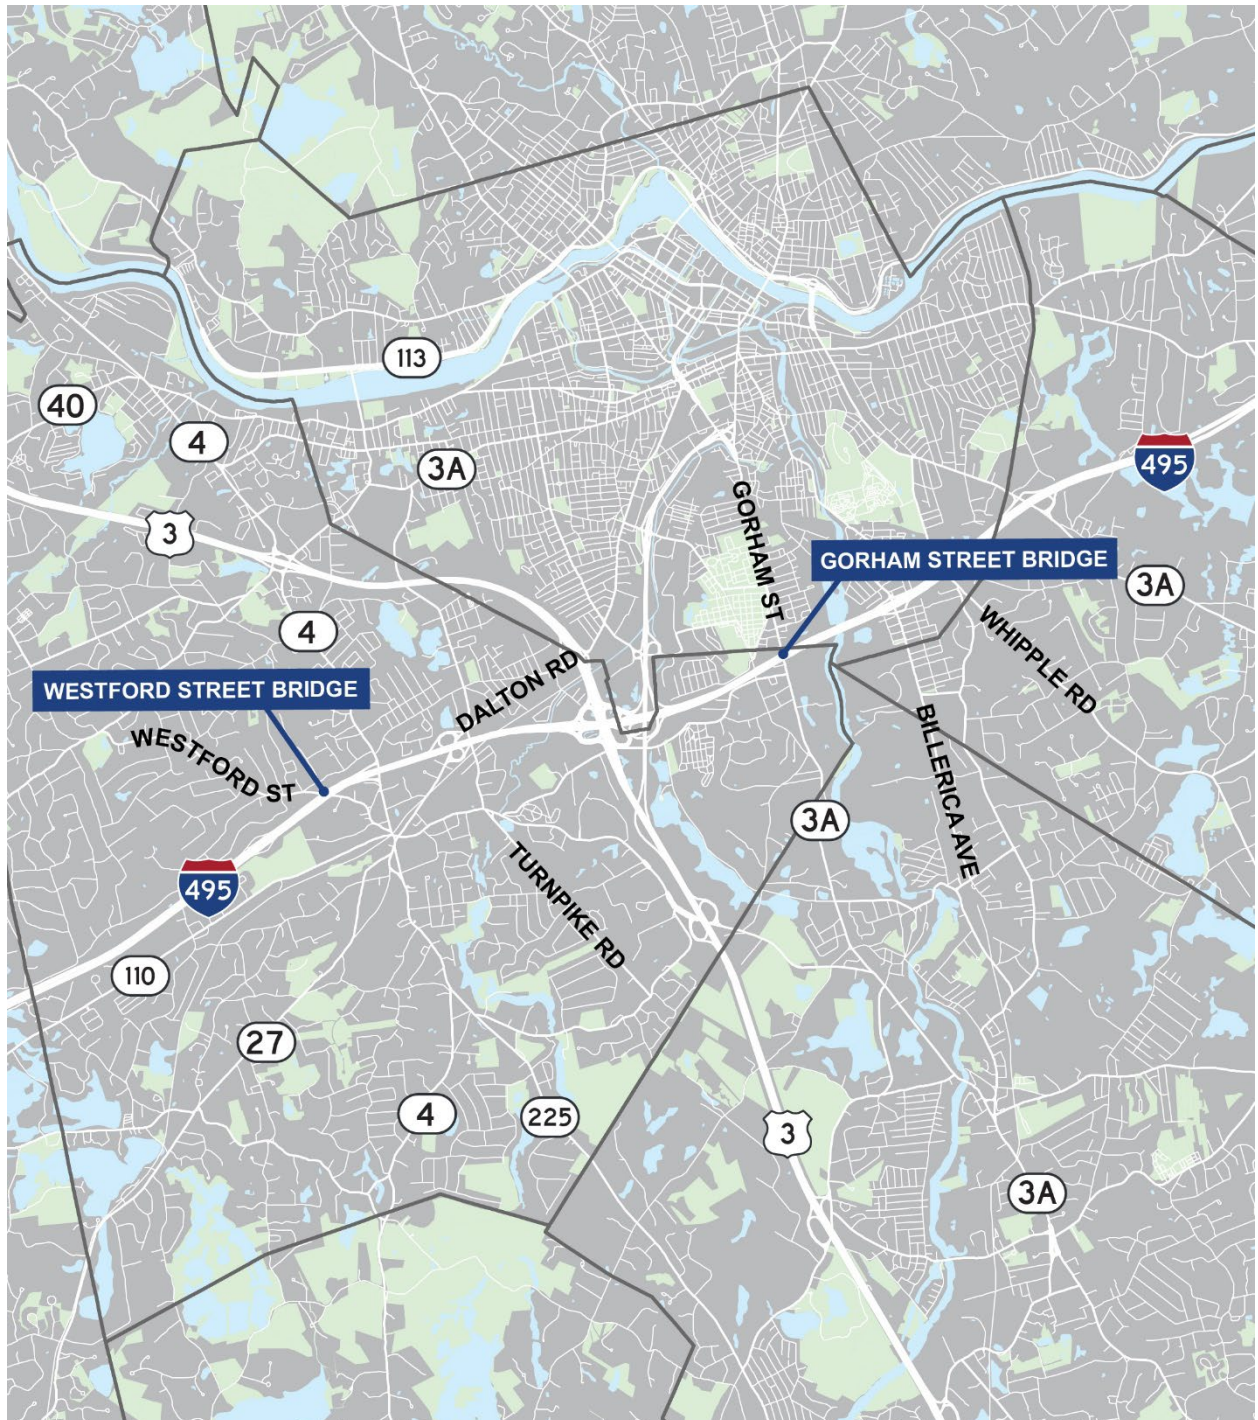 113
40
4
3A
495
3
GORHAM ST
GORHAM STREET BRIDGE
3A
4
WHIPPLE RD
DALTON RD
WESTFORD STREET BRIDGE
WESTFORD ST
BILLERICA AVE
3A
TURNPIKE RD
495
110
27
4
225
3
3A